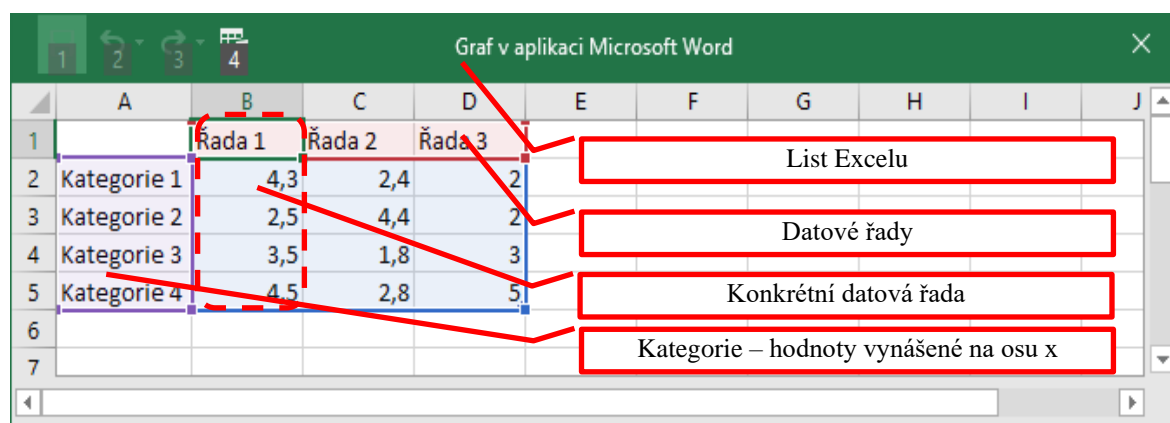 1 2 3 4 Graf v aplikaci Microsoft Word
A B C D E F G H I J
1 Řada 1 Řada 2 Řada 3
List Excelu
2 Kategorie 1 4,3 2,4 2
3 Kategorie 2 2,5 4,4 2
Datové řady
4 Kategorie 3 3,5 1,8 3
5 Kategorie 4 4,5 2,8 5
Konkrétní datová řada
6
Kategorie – hodnoty vynášené na osu x
7